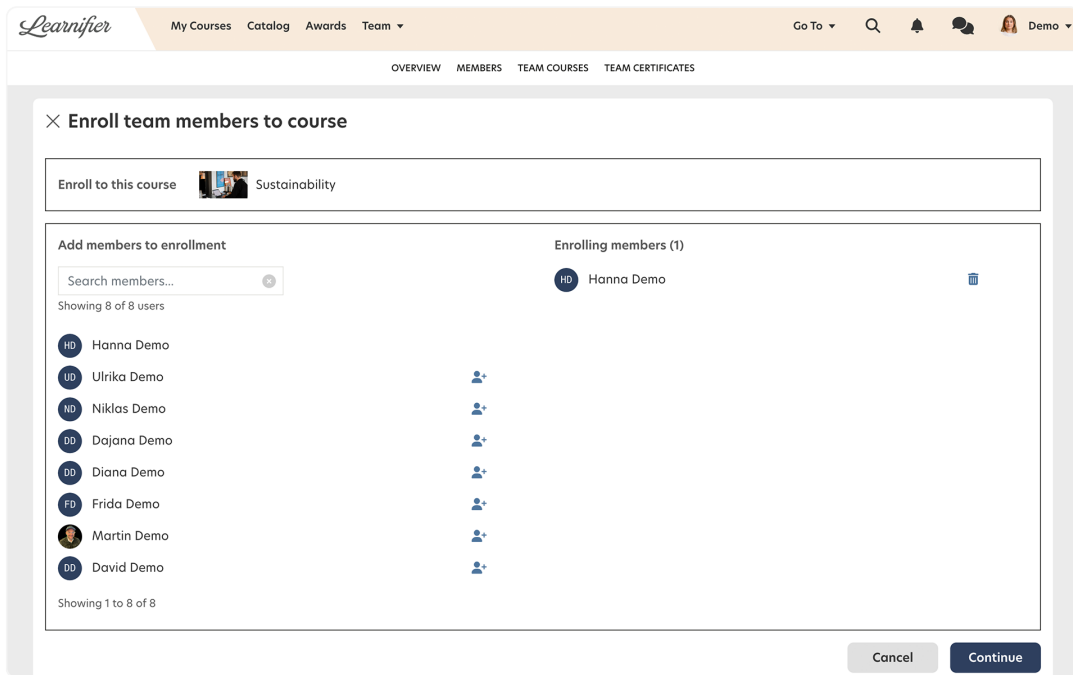 Learnifier
My Courses Catalog Awards Team Go To Demo
OVERVIEW MEMBERS TEAM COURSES TEAM CERTIFICATES
Enroll team members to course
Enroll to this course Sustainability
Add members to enrollment
Search members...
Showing 8 of 8 users
HD Hanna Demo
UD Ulrika Demo
ND Niklas Demo
DD Dajana Demo
DD Diana Demo
FD Frida Demo
Martin Demo
DD David Demo
Showing 1 to 8 of 8
Enrolling members (1)
HD Hanna Demo
Cancel Continue